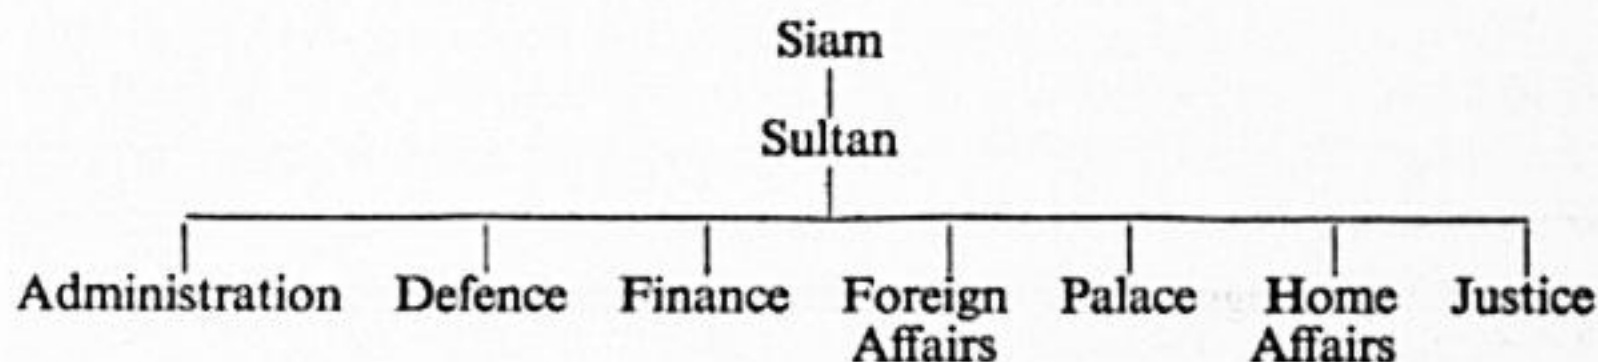 Siam
Sultan
Administration Defence Finance Foreign Palace Home Justice
Affairs Affairs